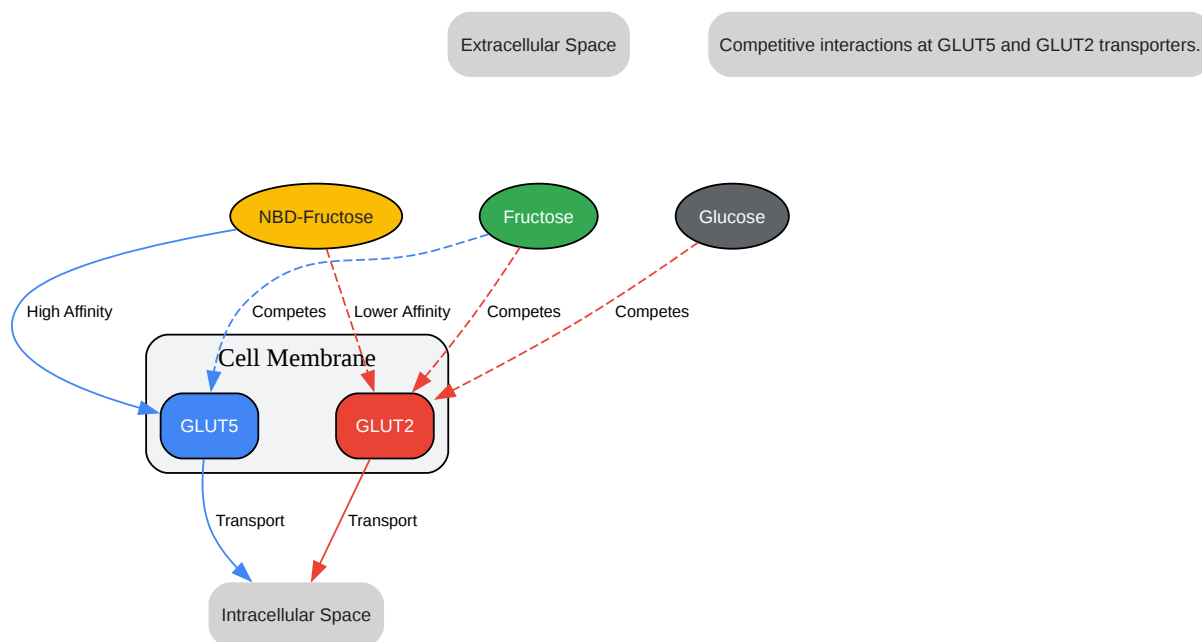 Extracellular Space
Competitive interactions at GLUT5 and GLUT2 transporters.
NBD-Fructose
Fructose
Glucose
High Affinity
Competes
Lower Affinity
Competes
Competes
Cell Membrane
GLUT5
GLUT2
Transport
Transport
Intracellular Space